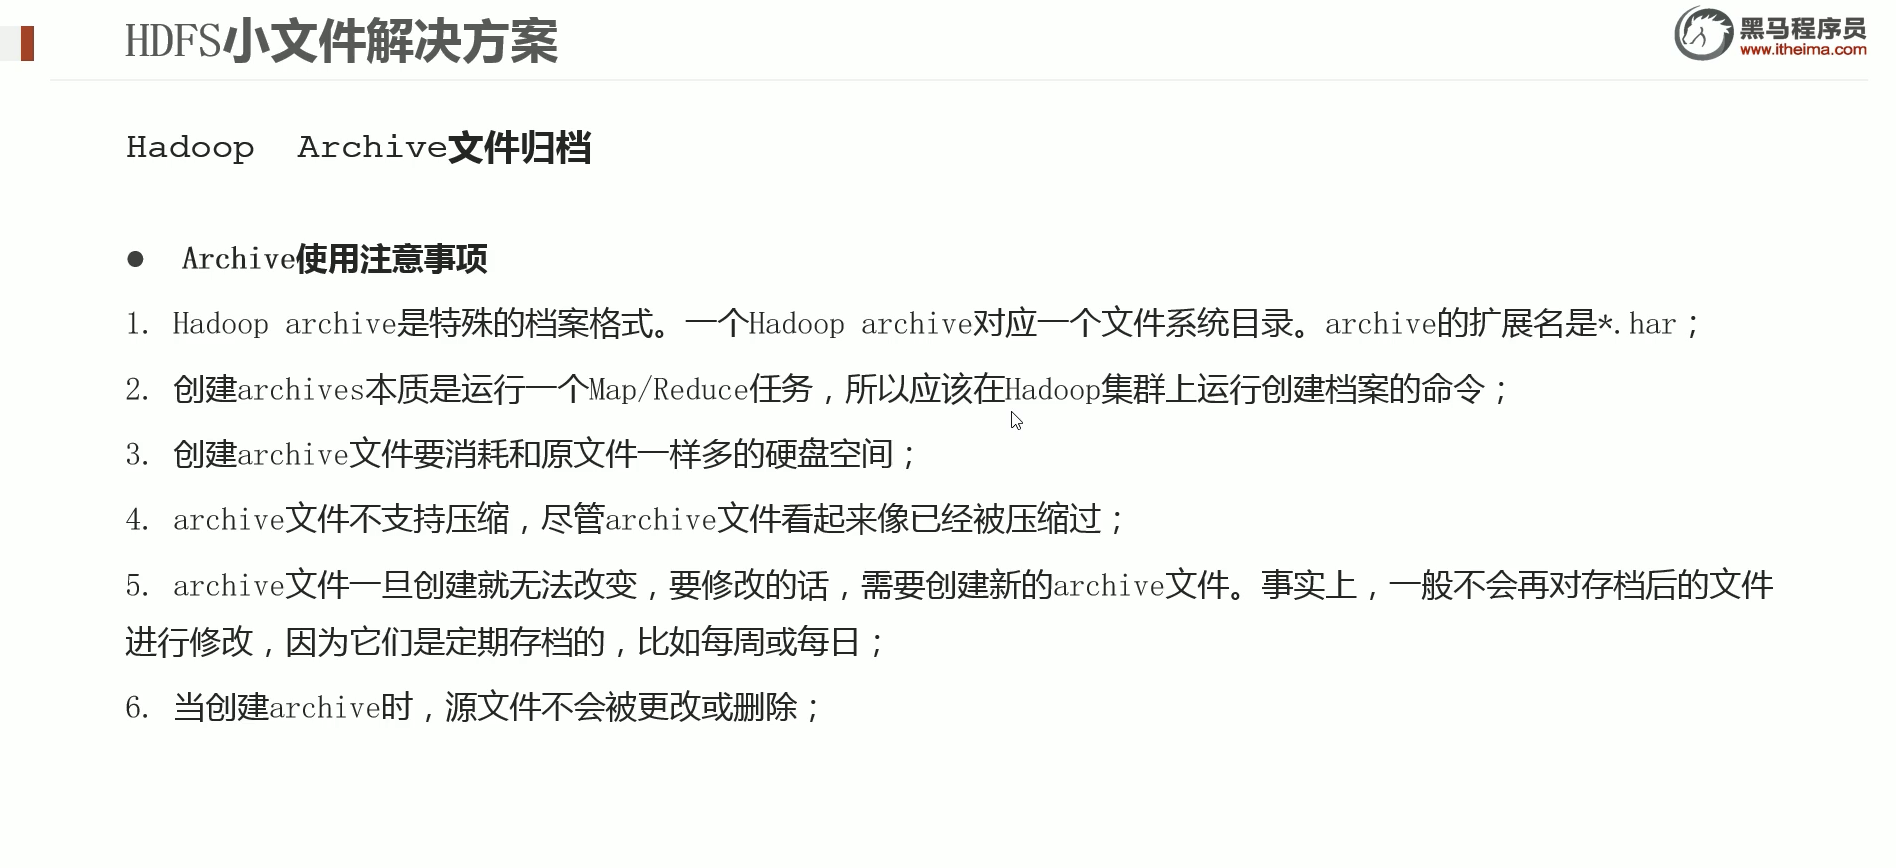 HDFS小文件解决方案
黑马程序员
www.itheima.com
Hadoop Archive文件归档
● Archive使用注意事项
1. Hadoop archive是特殊的档案格式。一个Hadoop archive对应一个文件系统目录。archive的扩展名是*.har；
2. 创建archives本质是运行一个Map/Reduce任务，所以应该在Hadoop集群上运行创建档案的命令；
3. 创建archive文件要消耗和原文件一样多的硬盘空间；
4. archive文件不支持压缩，尽管archive文件看起来像已经被压缩过；
5. archive文件一旦创建就无法改变，要修改的话，需要创建新的archive文件。事实上，一般不会再对存档后的文件
进行修改，因为它们是定期存档的，比如每周或每日；
6. 当创建archive时，源文件不会被更改或删除；